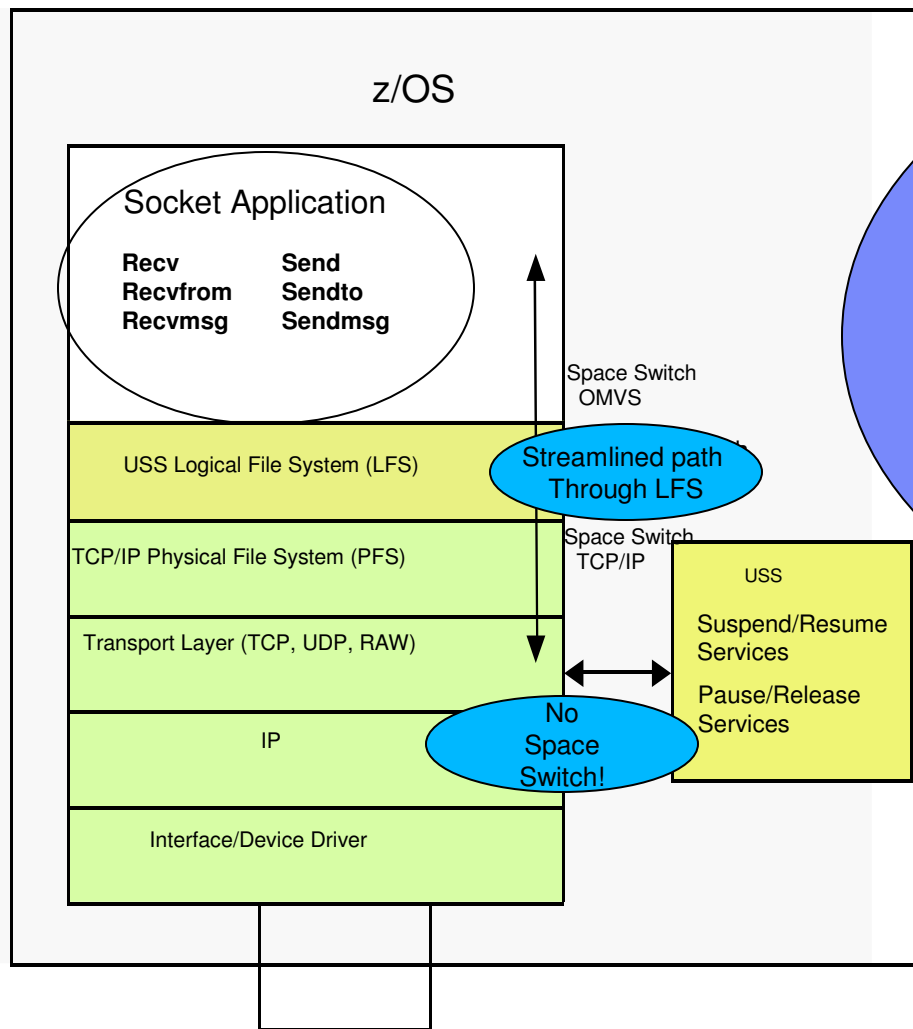 z/OS
Socket Application
Recv Send
Recvfrom Sendto
Recvmsg Sendmsg
Space Switch
OMVS
USS Logical File System (LFS)
Streamlined path
Through LFS
TCP/IP Physical File System (PFS)
Space Switch
TCP/IP
USS
Suspend/Resume
Services
Pause/Release
Services
Transport Layer (TCP, UDP, RAW)
No
Space
Switch!
IP
Interface/Device Driver